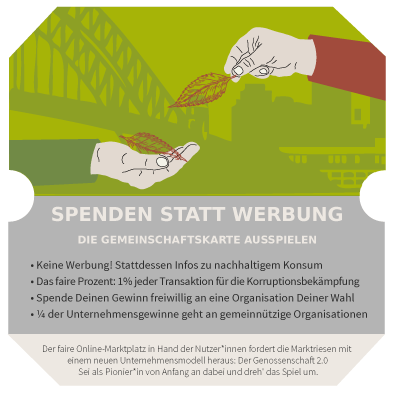 SPENDEN STATT WERBUNG
DIE GEMEINSCHAFTSKARTE AUSSPIELEN
• Keine Werbung! Stattdessen Infos zu nachhaltigem Konsum
• Das faire Prozent: 1% jeder Transaktion für die Korruptionsbekämpfung
• Spende Deinen Gewinn freiwillig an eine Organisation Deiner Wahl
• ¼ der Unternehmensgewinne geht an gemeinnützige Organisationen
Der faire Online-Marktplatz in Hand der Nutzer*innen fordert die Marktriesen mit
einem neuen Unternehmensmodell heraus: Der Genossenschaft 2.0
Sei als Pionier*in von Anfang an dabei und dreh' das Spiel um.